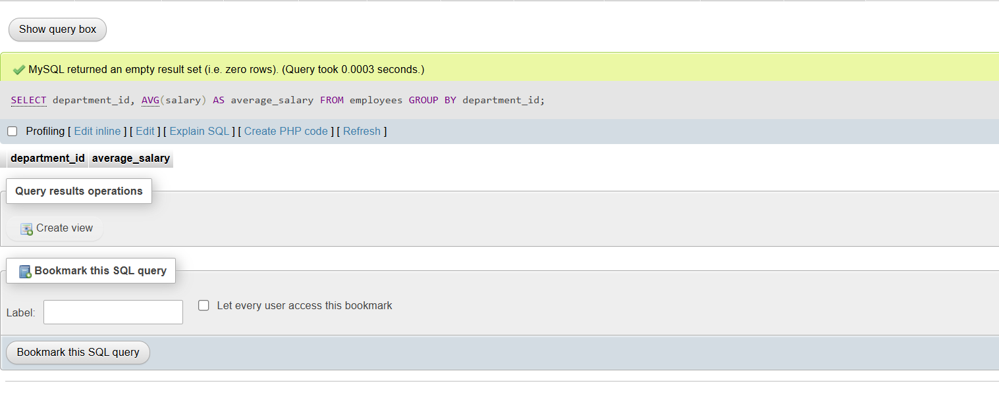 Show query box
MySQL returned an empty result set (i.e. zero rows). (Query took 0.0003 seconds.)
SELECT department_id, AVG(salary) AS average_salary FROM employees GROUP BY department_id;
Profiling [ Edit inline ] [ Edit ] [ Explain SQL ] [ Create PHP code ] [ Refresh ]
department_id average_salary
Query results operations
Create view
Bookmark this SQL query
Label: Let every user access this bookmark
Bookmark this SQL query